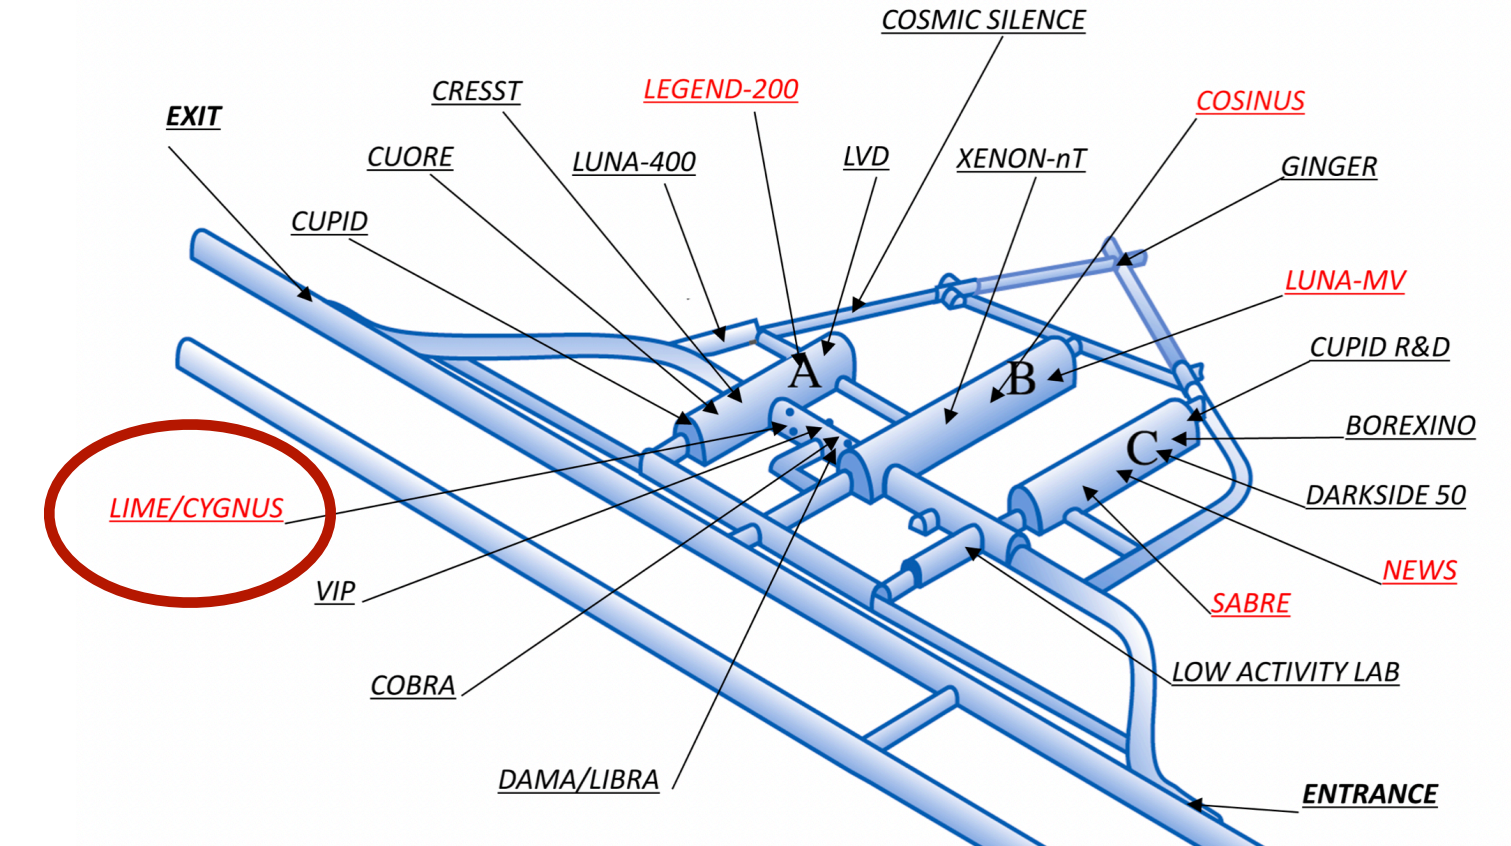 COSMIC SILENCE
CRESST
LEGEND-200
COSINUS
EXIT
CUORE
LUNA-400
LVD
XENON-nT
GINGER
CUPID
LUNA-MV
CUPID R&D
A
B
BOREXINO
C
DARKSIDE 50
LIME/CYGNUS
NEWS
VIP
SABRE
COBRA
LOW ACTIVITY LAB
DAMA/LIBRA
ENTRANCE